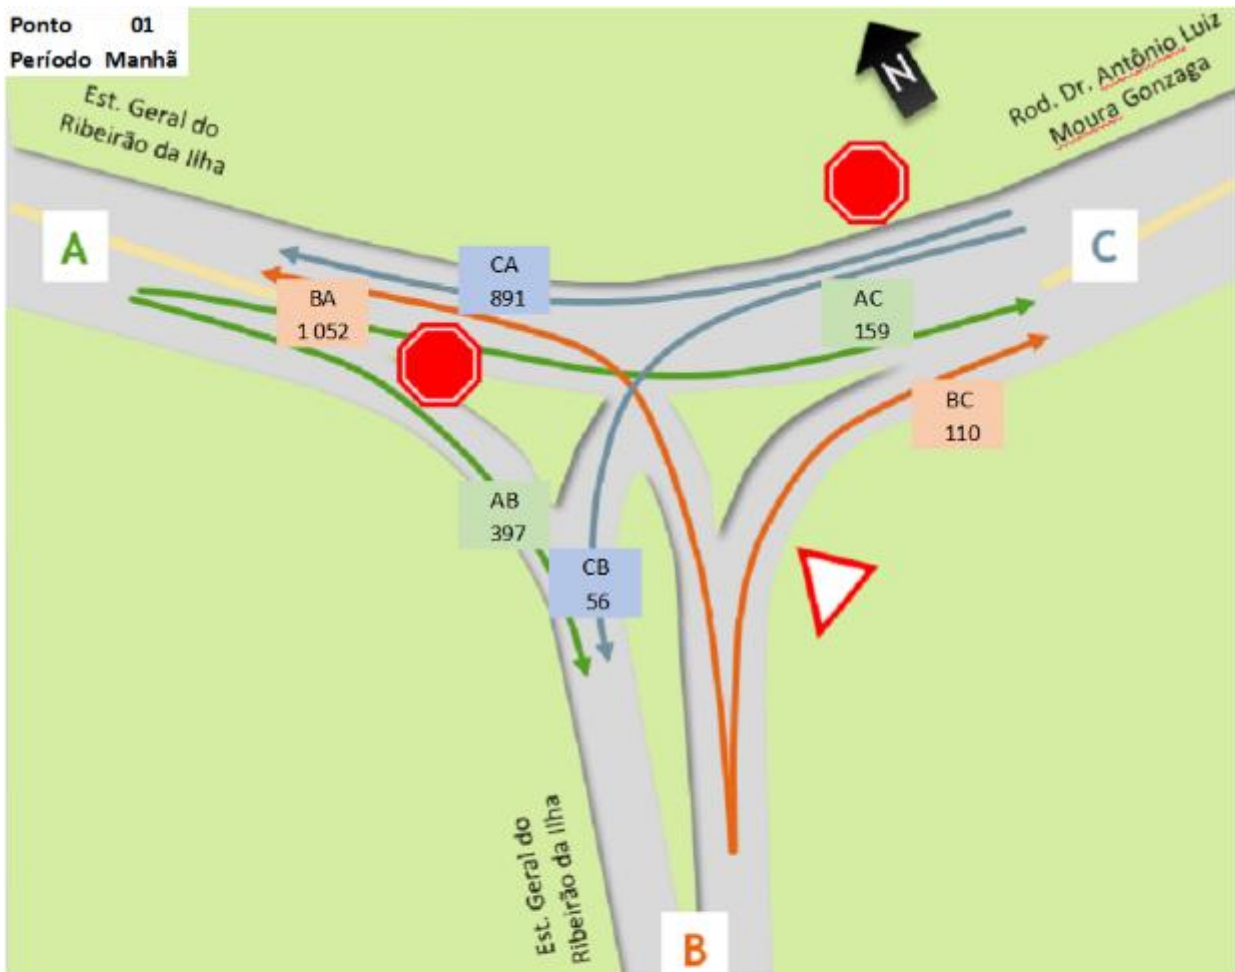 Ponto 01
Período Manhã
Est. Geral do
Ribeirão da Ilha
N
Rod. Dr. Antônio Luiz
Moura Gonzaga
A
C
CA
891
BA
1 052
AC
159
BC
110
AB
397
CB
56
Est. Geral do
Ribeirão da Ilha
B